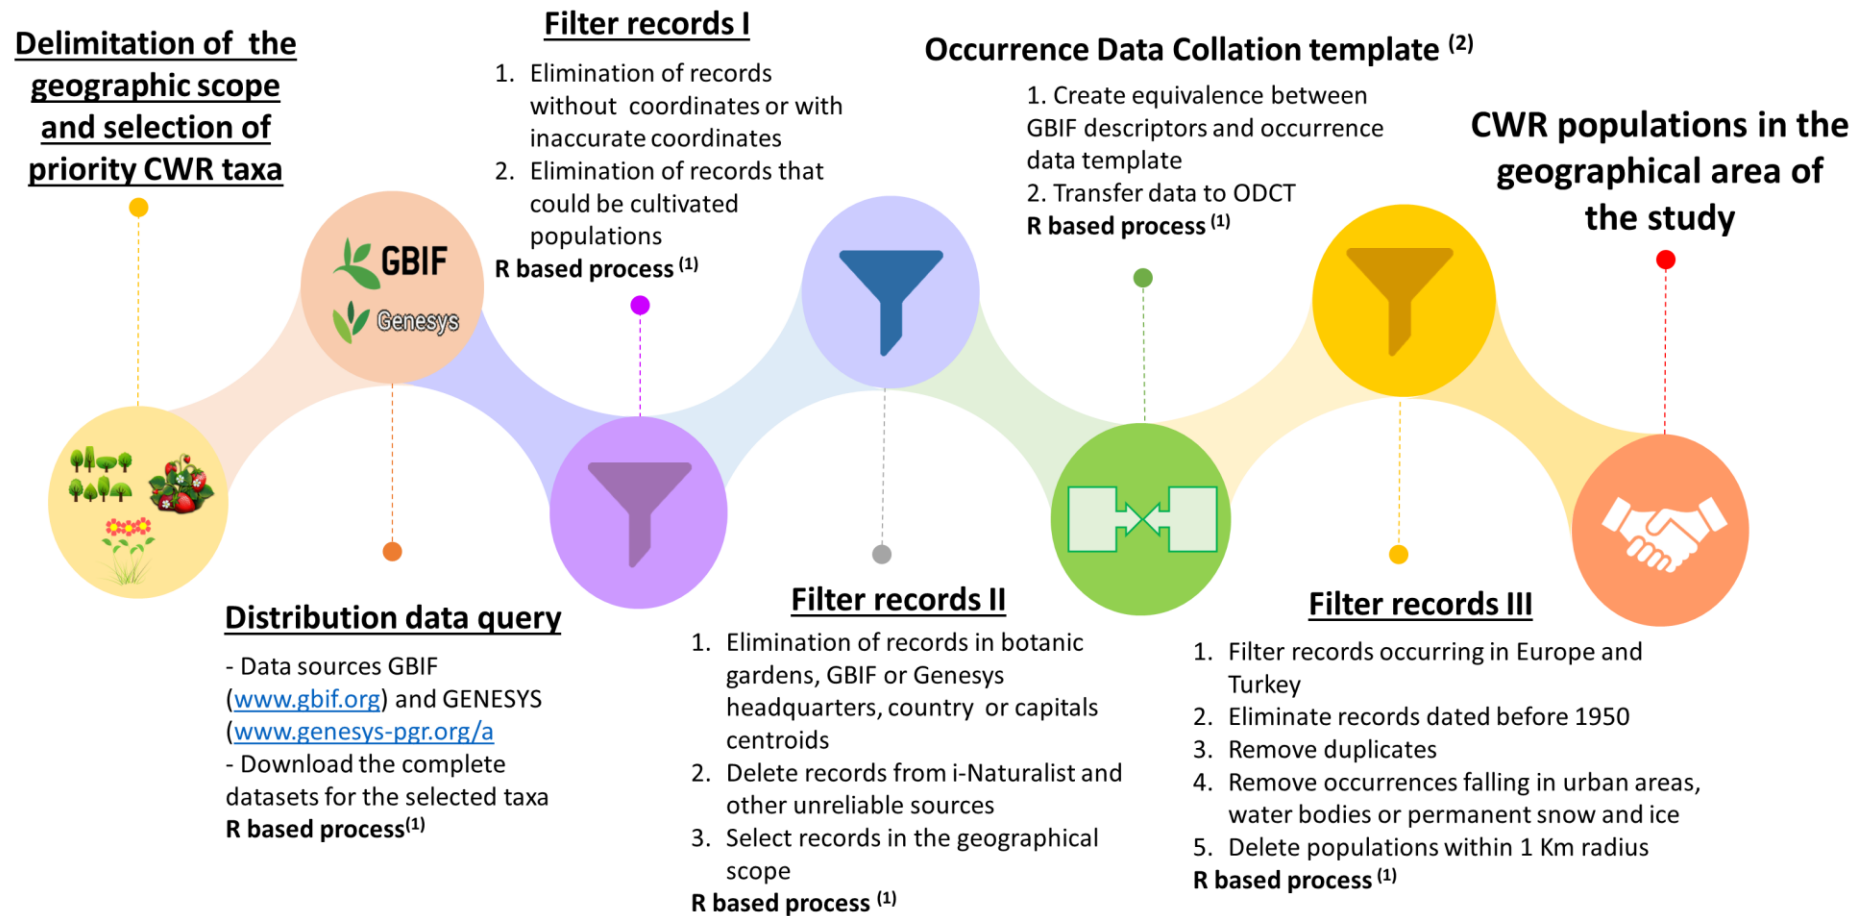 Delimitation of the
geographic scope
and selection of
priority CWR taxa
GBIF
Genesys
Distribution data query
- Data sources GBIF
(www.gbif.org) and GENESYS
(www.genesys-pgr.org/a
- Download the complete
datasets for the selected taxa
R based process(1)
Filter records I
1. Elimination of records
without coordinates or with
inaccurate coordinates
2. Elimination of records that
could be cultivated
populations
R based process (1)
Filter records II
1. Elimination of records in botanic
gardens, GBIF or Genesys
headquarters, country or capitals
centroids
2. Delete records from i-Naturalist and
other unreliable sources
3. Select records in the geographical
scope
R based process (1)
Occurrence Data Collation template (2)
1. Create equivalence between
GBIF descriptors and occurrence
data template
2. Transfer data to ODCT
R based process (1)
Filter records III
1. Filter records occurring in Europe and
Turkey
2. Eliminate records dated before 1950
3. Remove duplicates
4. Remove occurrences falling in urban areas,
water bodies or permanent snow and ice
5. Delete populations within 1 Km radius
R based process (1)
CWR populations in the
geographical area of
the study